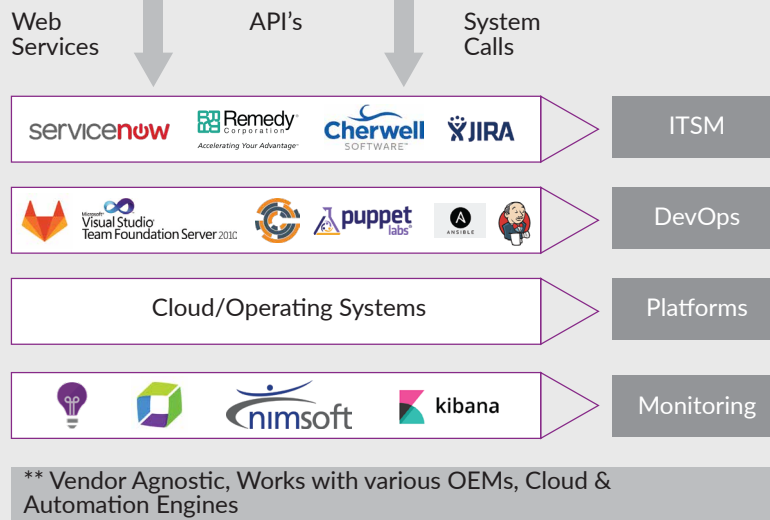 Web
Services
API's
System
Calls
servicenow
Remedy
Corporation
Accelerating Your Advantage
Cherwell
SOFTWARE™
JIRA
ITSM
Microsoft®
Visual Studio
Team Foundation Server 2010
puppet
labs
ANSIBLE
DevOps
Cloud/Operating Systems
Platforms
nimsoft
kibana
Monitoring
** Vendor Agnostic, Works with various OEMs, Cloud &
Automation Engines